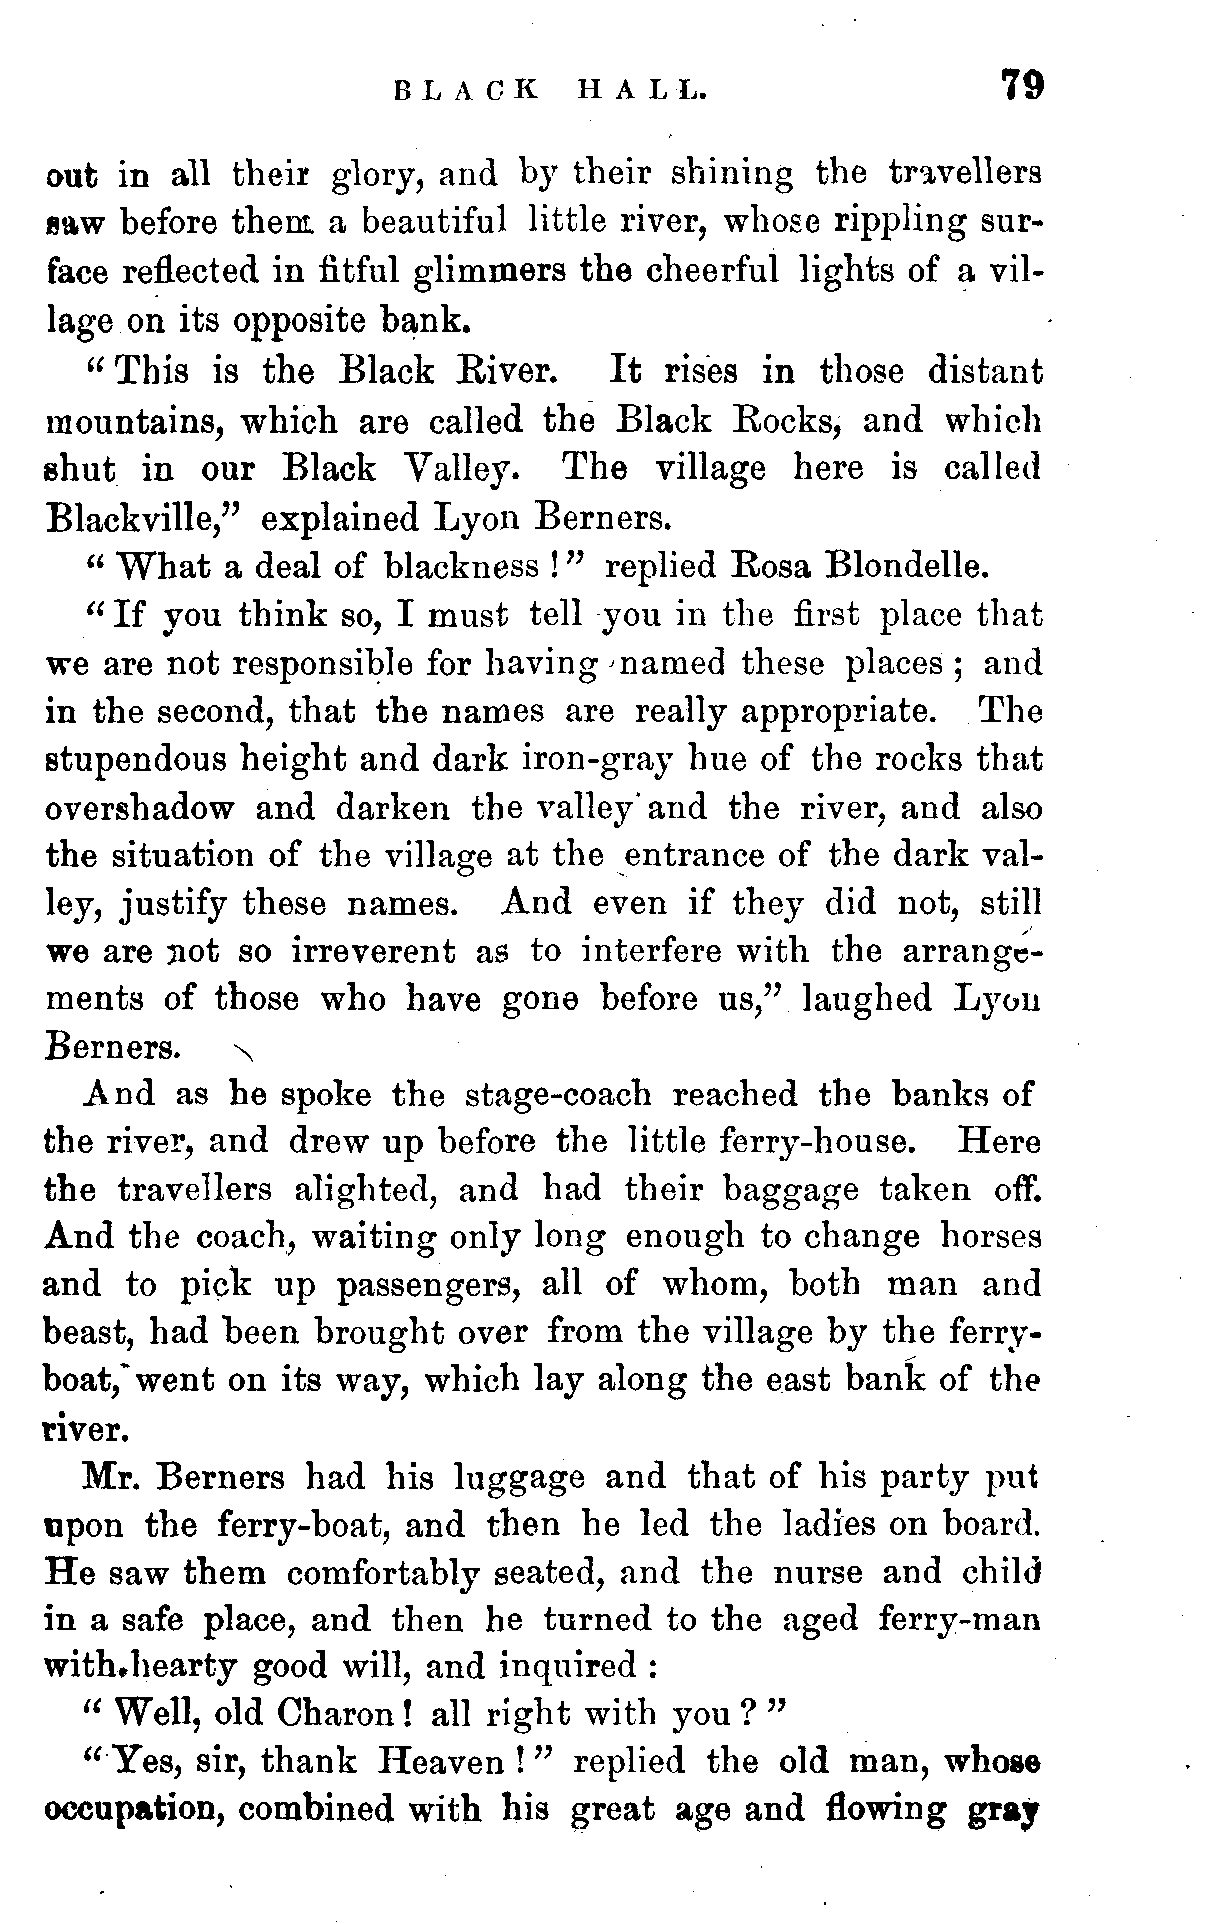 BLACK HALL. 79
out in all their glory, and by their shining the travellers
saw before them a beautiful little river, whose rippling sur-
face reflected in fitful glimmers the cheerful lights of a vil-
lage on its opposite bank.
"This is the Black River. It rises in those distant
mountains, which are called the Black Rocks, and which
shut in our Black Valley. The village here is called
Blackville," explained Lyon Berners.
"What a deal of blackness!" replied Rosa Blondelle.
"If you think so, I must tell you in the first place that
we are not responsible for having named these places; and
in the second, that the names are really appropriate. The
stupendous height and dark iron-gray hue of the rocks that
overshadow and darken the valley and the river, and also
the situation of the village at the entrance of the dark val-
ley, justify these names. And even if they did not, still
we are not so irreverent as to interfere with the arrange-
ments of those who have gone before us," laughed Lyon
Berners.
And as he spoke the stage-coach reached the banks of
the river, and drew up before the little ferry-house. Here
the travellers alighted, and had their baggage taken off.
And the coach, waiting only long enough to change horses
and to pick up passengers, all of whom, both man and
beast, had been brought over from the village by the ferry-
boat, went on its way, which lay along the east bank of the
river.
Mr. Berners had his luggage and that of his party put
upon the ferry-boat, and then he led the ladies on board.
He saw them comfortably seated, and the nurse and child
in a safe place, and then he turned to the aged ferry-man
with hearty good will, and inquired:
"Well, old Charon! all right with you?"
"Yes, sir, thank Heaven!" replied the old man, whose
occupation, combined with his great age and flowing gray